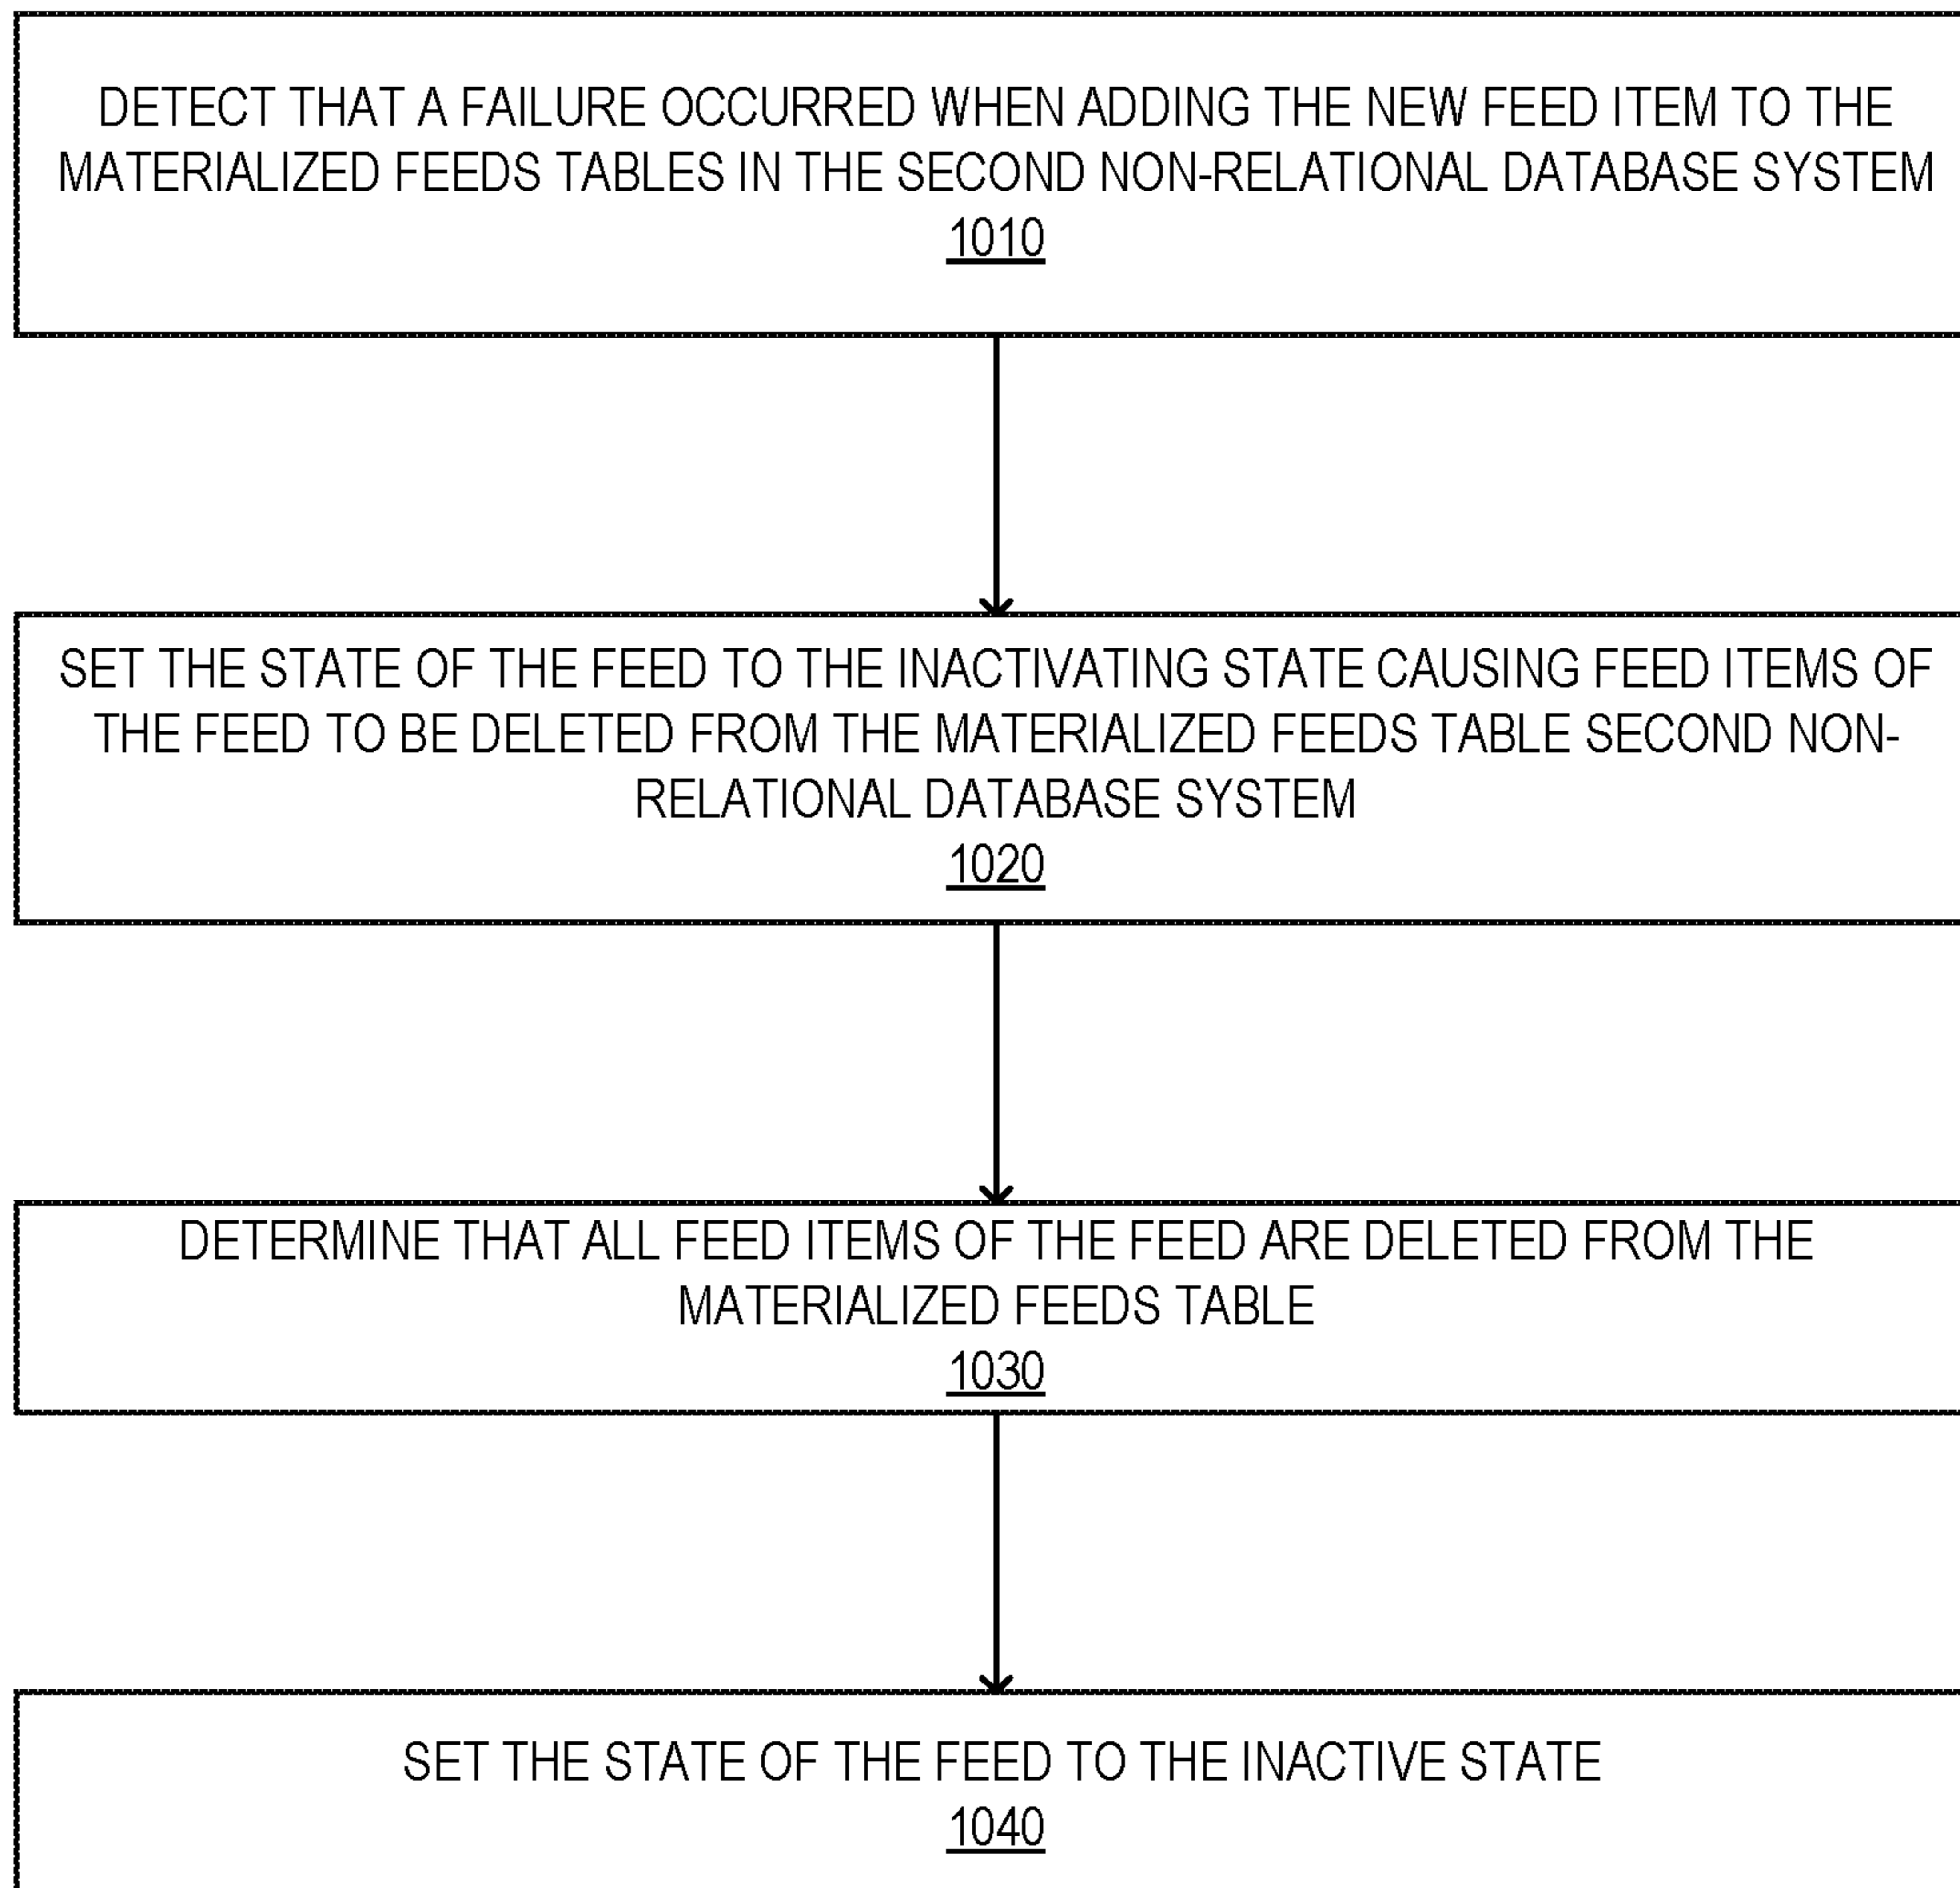 DETECT THAT A FAILURE OCCURRED WHEN ADDING THE NEW FEED ITEM TO THE
MATERIALIZED FEEDS TABLES IN THE SECOND NON-RELATIONAL DATABASE SYSTEM
1010
SET THE STATE OF THE FEED TO THE INACTIVATING STATE CAUSING FEED ITEMS OF
THE FEED TO BE DELETED FROM THE MATERIALIZED FEEDS TABLE SECOND NON-
RELATIONAL DATABASE SYSTEM
1020
DETERMINE THAT ALL FEED ITEMS OF THE FEED ARE DELETED FROM THE
MATERIALIZED FEEDS TABLE
1030
SET THE STATE OF THE FEED TO THE INACTIVE STATE
1040